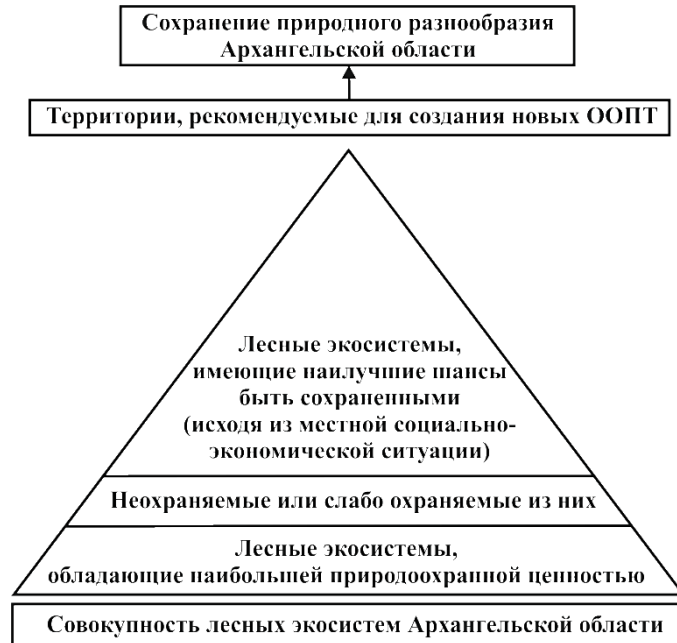 Сохранение природного разнообразия
Архангельской области
Территории, рекомендуемые для создания новых ООПТ
Лесные экосистемы,
имеющие наилучшие шансы
быть сохраненными
(исходя из местной социально-
экономической ситуации)
Неохраняемые или слабо охраняемые из них
Лесные экосистемы,
обладающие наибольшей природоохранной ценностью
Совокупность лесных экосистем Архангельской области